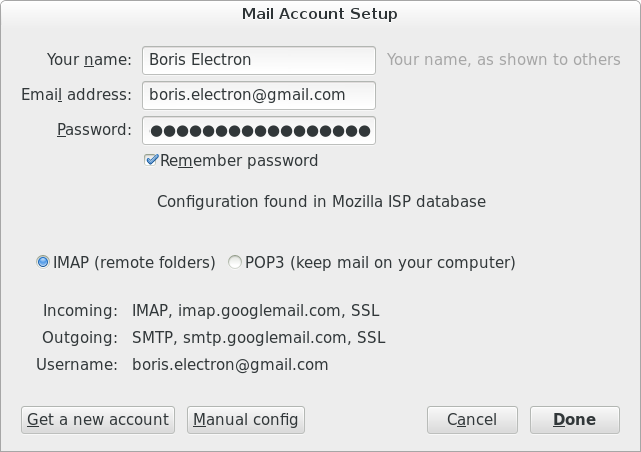 Mail Account Setup
Your name: Boris Electron Your name, as shown to others
Email address: boris.electron@gmail.com
Password: ●●●●●●●●●●●●●●●●●
Remember password
Configuration found in Mozilla ISP database
IMAP (remote folders) POP3 (keep mail on your computer)
Incoming: IMAP, imap.googlemail.com, SSL
Outgoing: SMTP, smtp.googlemail.com, SSL
Username: boris.electron@gmail.com
Get a new account Manual config Cancel Done